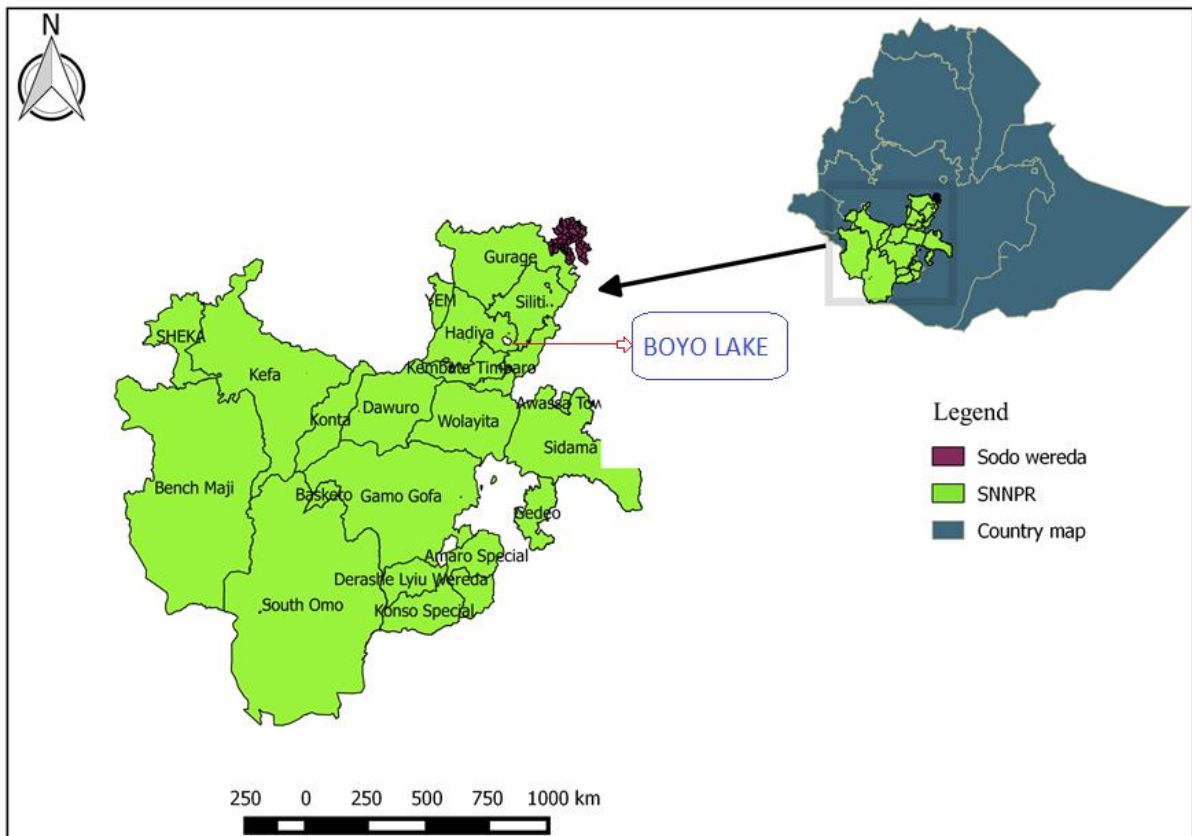 N
Gurage
YEM
Siliti
SHEKA
Hadiya
BOYO LAKE
Kefa
Timbaro
Konta
Dawuro
Wolayita
Awassa Tow
Sidama
Bench Maji
Basketo
Gamo Gofa
Gedeo
Amaro Special
Derashe Lyiu Wereda
South Omo
Konso Special
Legend
Sodo wereda
SNNPR
Country map
250 0 250 500 750 1000 km